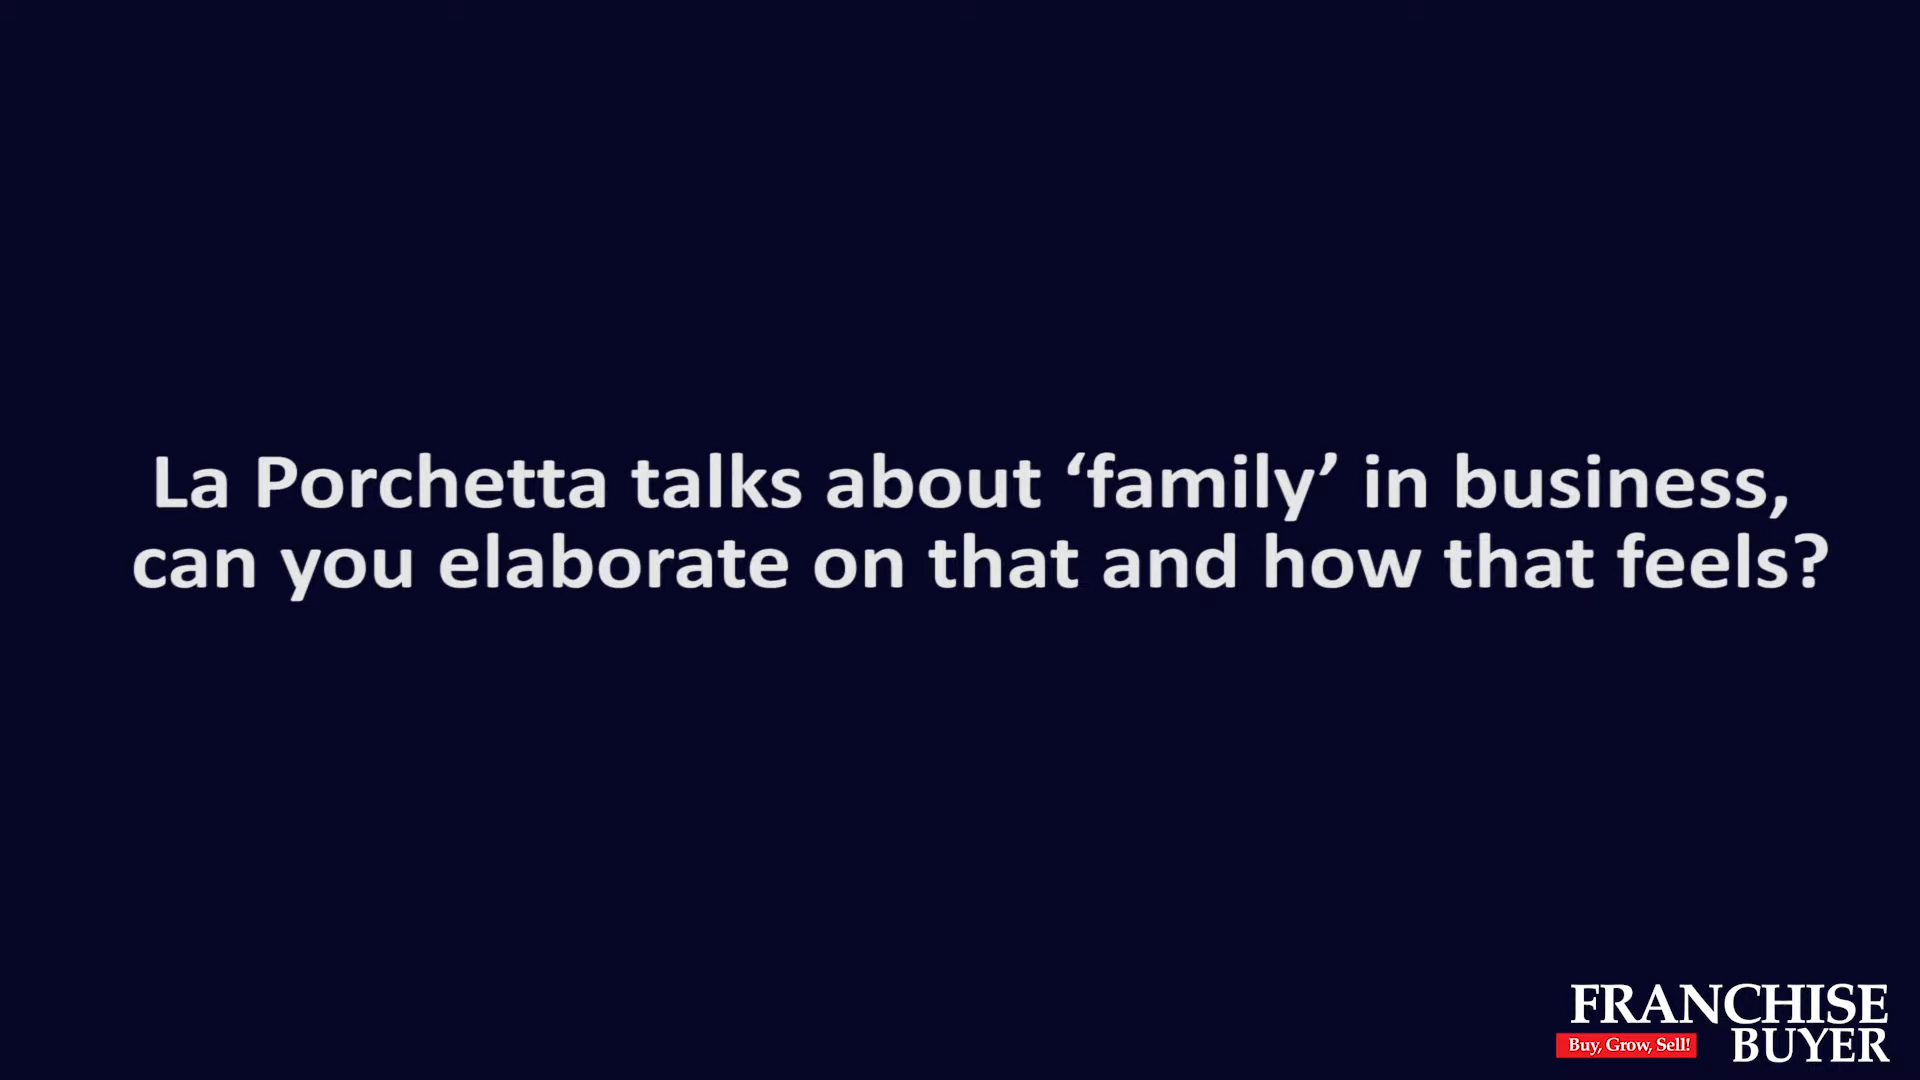 La Porchetta talks about ‘family’ in business,
can you elaborate on that and how that feels?
FRANCHISE
Buy, Grow, Sell! BUYER